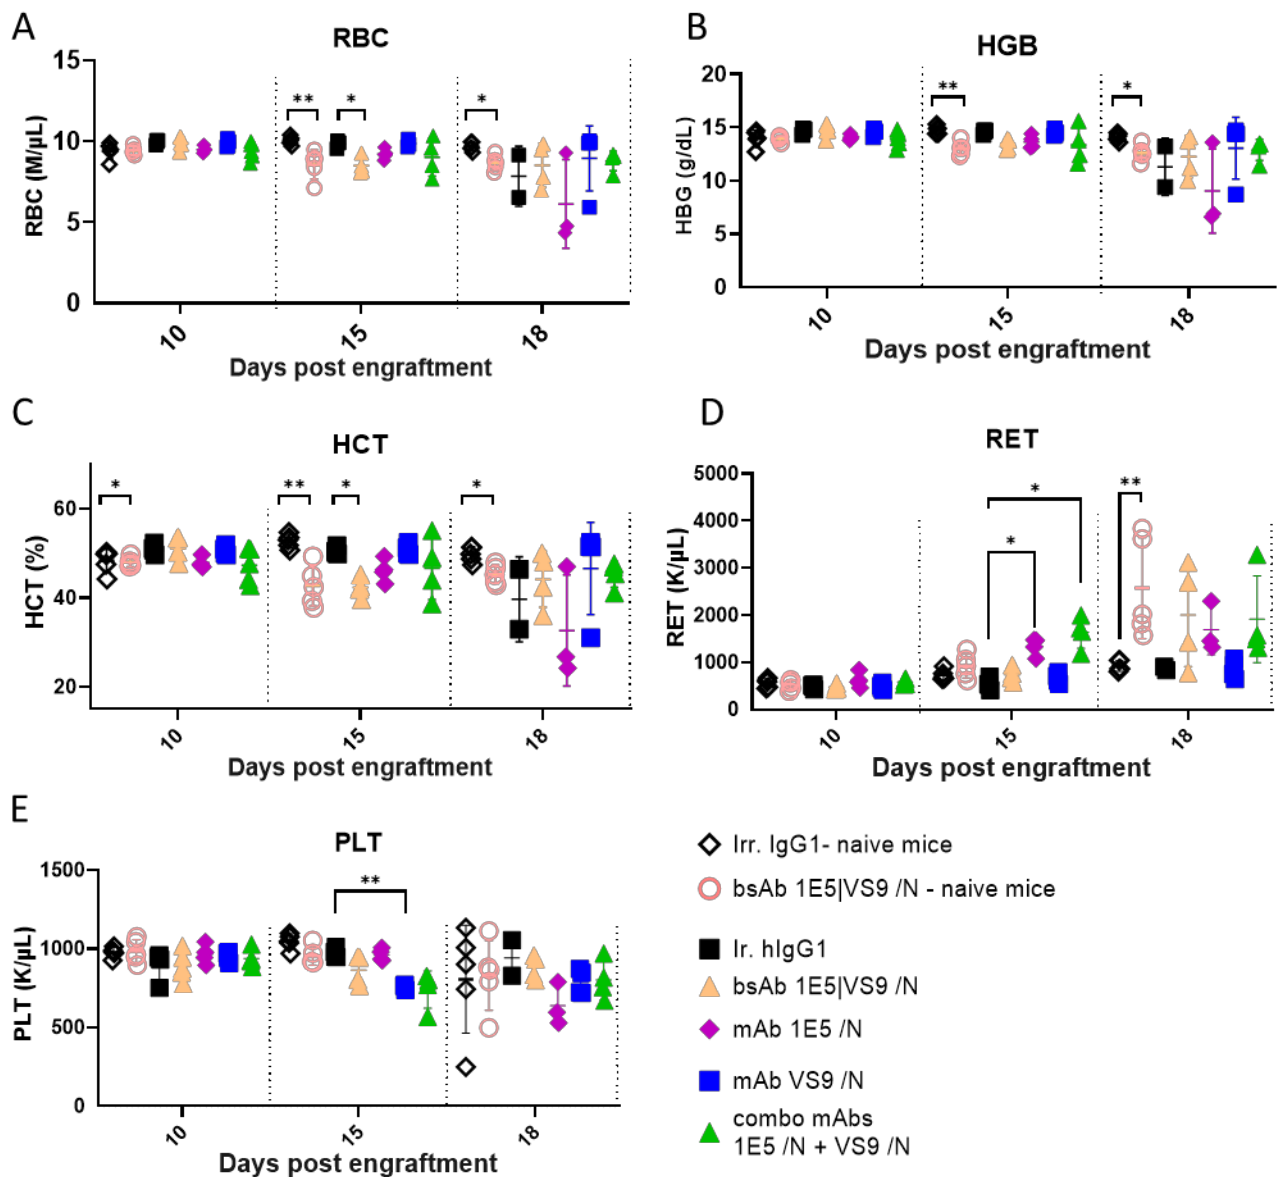 A
RBC
RBC (M/µL)
15
10
5
0
** * *
10 15 18
Days post engraftment
B
HGB
HBG (g/dL)
20
15
10
5
0
** *
10 15 18
Days post engraftment
C
HCT
HCT (%)
60
40
20
* ** * *
10 15 18
Days post engraftment
D
RET
RET (K/µL)
5000
4000
3000
2000
1000
0
* * **
10 15 18
Days post engraftment
E
PLT
PLT (K/µL)
1500
1000
500
0
**
10 15 18
Days post engraftment
Irr. IgG1- naive mice
bsAb 1E5|VS9 /N - naive mice
Ir. hIgG1
bsAb 1E5|VS9 /N
mAb 1E5 /N
mAb VS9 /N
combo mAbs
1E5 /N + VS9 /N